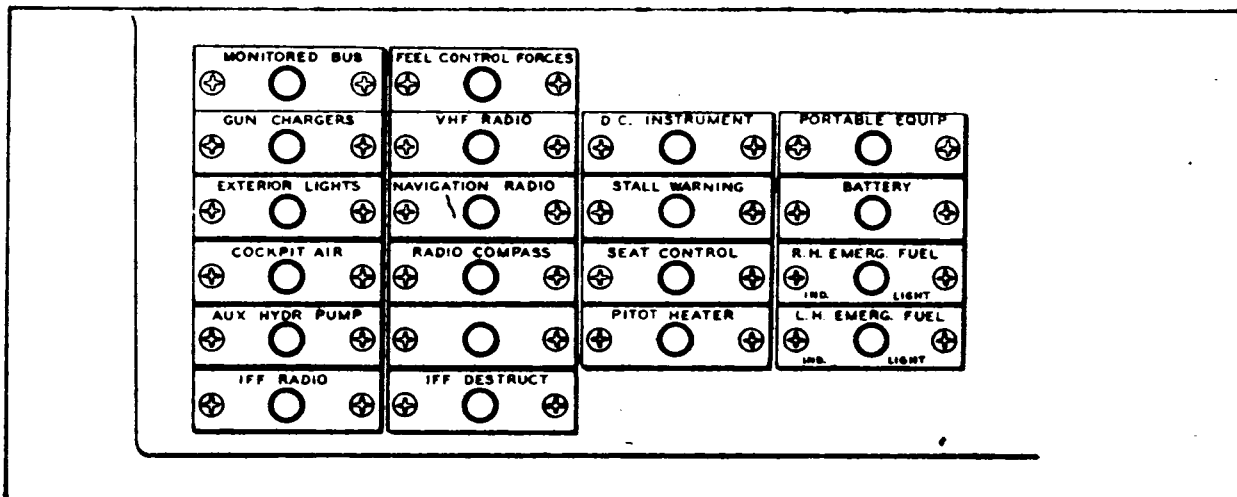 MONITORED BUS
FEEL CONTROL FORCES
GUN CHARGERS
VHF RADIO
D C. INSTRUMENT
PORTABLE EQUIP
EXTERIOR LIGHTS
NAVIGATION RADIO
STALL WARNING
BATTERY
COCKPIT AIR
RADIO COMPASS
SEAT CONTROL
R.H. EMERG. FUEL
IND. LIGHT
AUX HYDR PUMP
PITOT HEATER
L.H. EMERG. FUEL
IND. LIGHT
IFF RADIO
IFF DESTRUCT